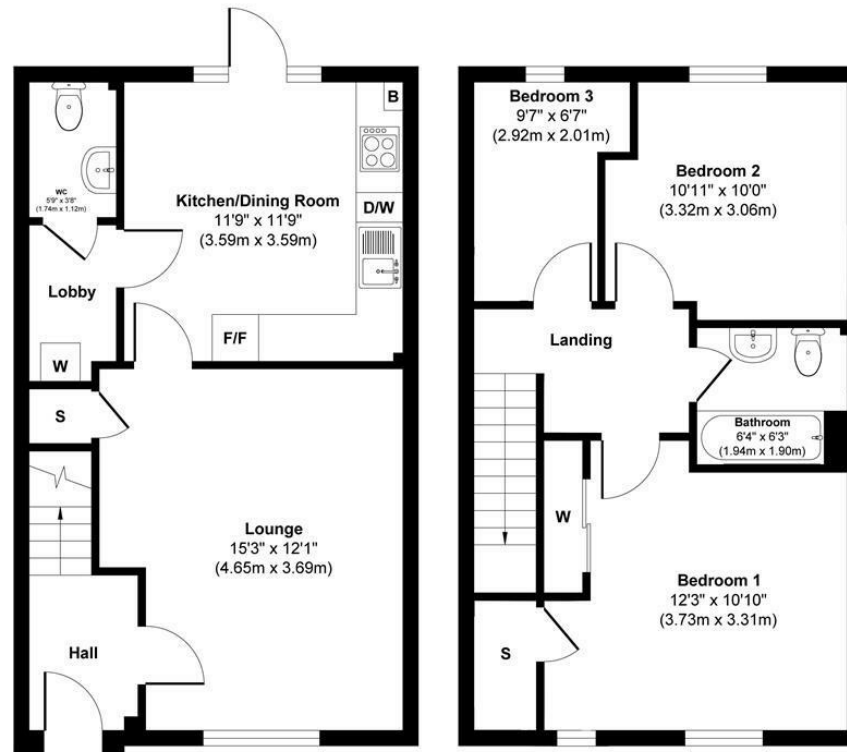 B
WC
5'9" x 3'8"
(1.74m x 1.12m)
Kitchen/Dining Room
11'9" x 11'9"
(3.59m x 3.59m)
D/W
Lobby
F/F
W
S
Lounge
15'3" x 12'1"
(4.65m x 3.69m)
Hall
Bedroom 3
9'7" x 6'7"
(2.92m x 2.01m)
Bedroom 2
10'11" x 10'0"
(3.32m x 3.06m)
Landing
Bathroom
6'4" x 6'3"
(1.94m x 1.90m)
W
Bedroom 1
12'3" x 10'10"
(3.73m x 3.31m)
S